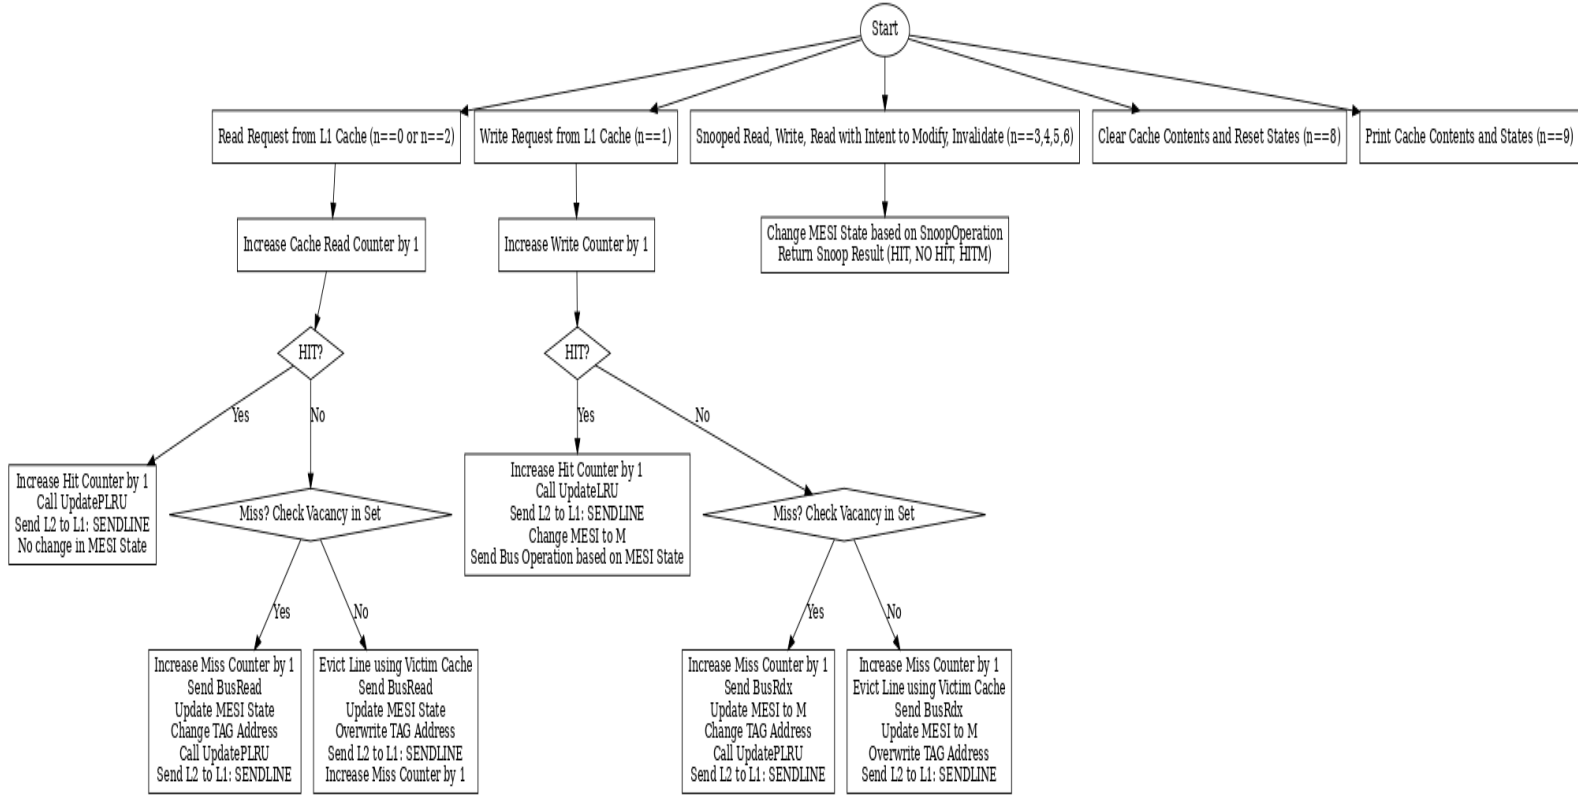 Start
Read Request from L1 Cache (n==0 or n==2)
Write Request from L1 Cache (n==1)
Snooped Read, Write, Read with Intent to Modify, Invalidate (n==3,4,5,6)
Clear Cache Contents and Reset States (n==8)
Print Cache Contents and States (n==9)
Increase Cache Read Counter by 1
Increase Write Counter by 1
Change MESI State based on SnoopOperation
Return Snoop Result (HIT, NO HIT, HITM)
HIT?
HIT?
Yes
No
Yes
No
Increase Hit Counter by 1
Call UpdatePLRU
Send L2 to L1: SENDLINE
No change in MESI State
Miss? Check Vacancy in Set
Increase Hit Counter by 1
Call UpdateLRU
Send L2 to L1: SENDLINE
Change MESI to M
Send Bus Operation based on MESI State
Miss? Check Vacancy in Set
Yes
No
Yes
No
Increase Miss Counter by 1
Send BusRead
Update MESI State
Change TAG Address
Call UpdatePLRU
Send L2 to L1: SENDLINE
Evict Line using Victim Cache
Send BusRead
Update MESI State
Overwrite TAG Address
Send L2 to L1: SENDLINE
Increase Miss Counter by 1
Increase Miss Counter by 1
Send BusRdx
Update MESI to M
Change TAG Address
Call UpdatePLRU
Send L2 to L1: SENDLINE
Increase Miss Counter by 1
Evict Line using Victim Cache
Send BusRdx
Update MESI to M
Overwrite TAG Address
Send L2 to L1: SENDLINE